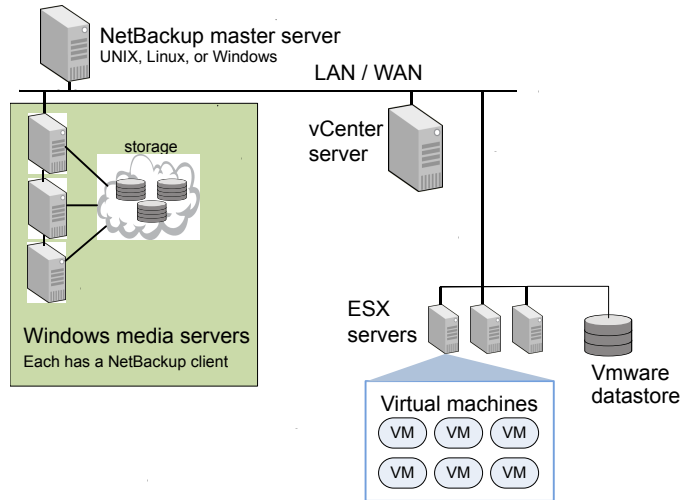 NetBackup master server
UNIX, Linux, or Windows
LAN / WAN
storage
vCenter
server
Windows media servers
Each has a NetBackup client
ESX
servers
Vmware
datastore
Virtual machines
VM VM VM
VM VM VM